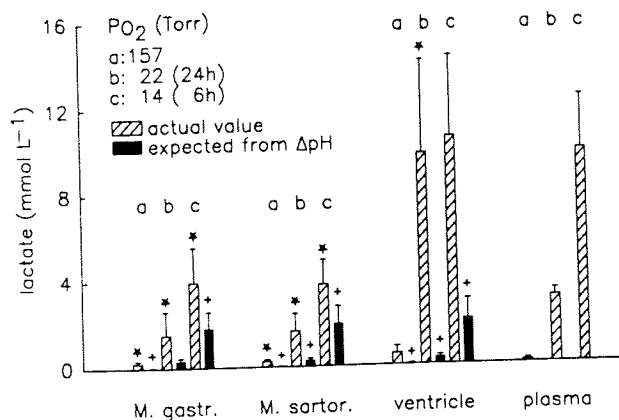 16
12
8
4
0
lactate (mmol L⁻¹)
PO₂ (Torr)
a: 157
b: 22 (24h)
c: 14 ( 6h)
actual value
expected from ΔpH
a b c
a b c
a b c
a b c
M. gastr.
M. sartor.
ventricle
plasma